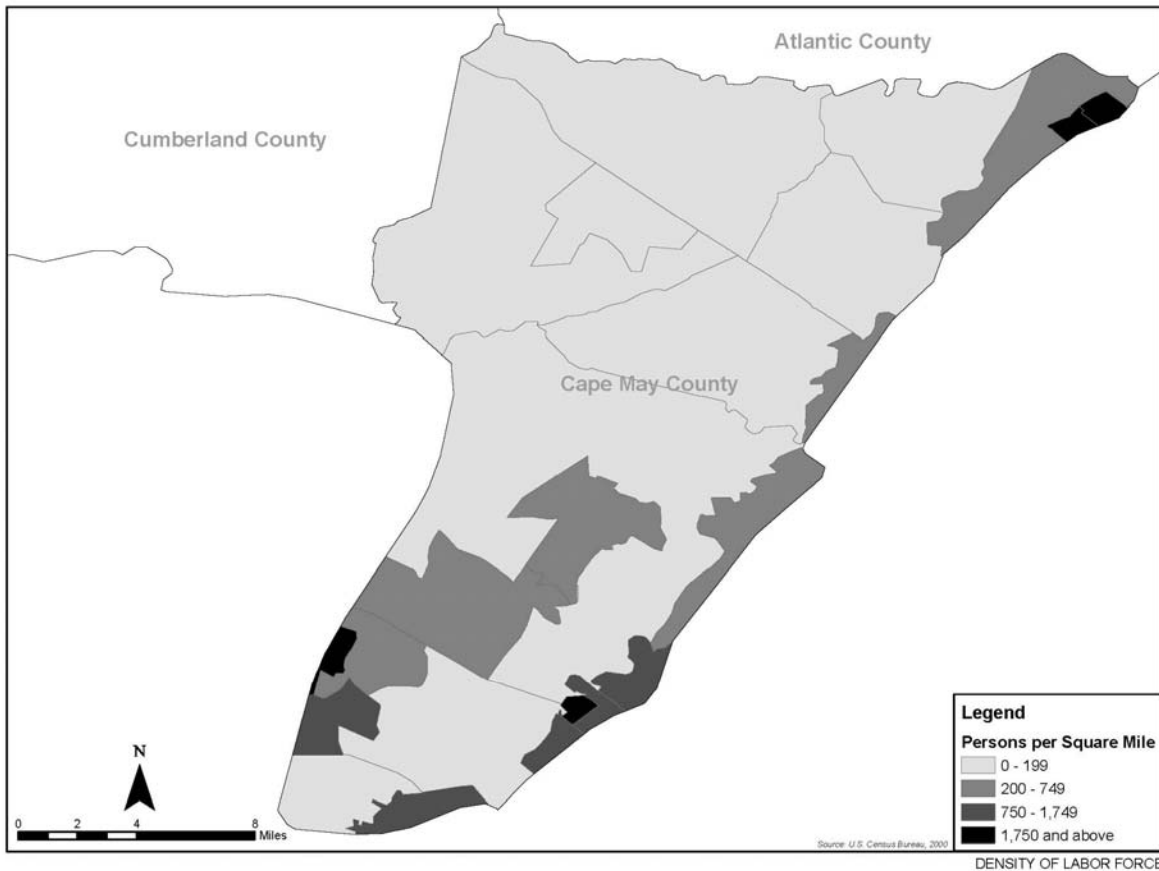 Atlantic County
Cumberland County
Cape May County
N
0 2 4 8
Miles
Legend
Persons per Square Mile
0 - 199
200 - 749
750 - 1,749
1,750 and above
Source U.S. Census Bureau, 2000
DENSITY OF LABOR FORCE